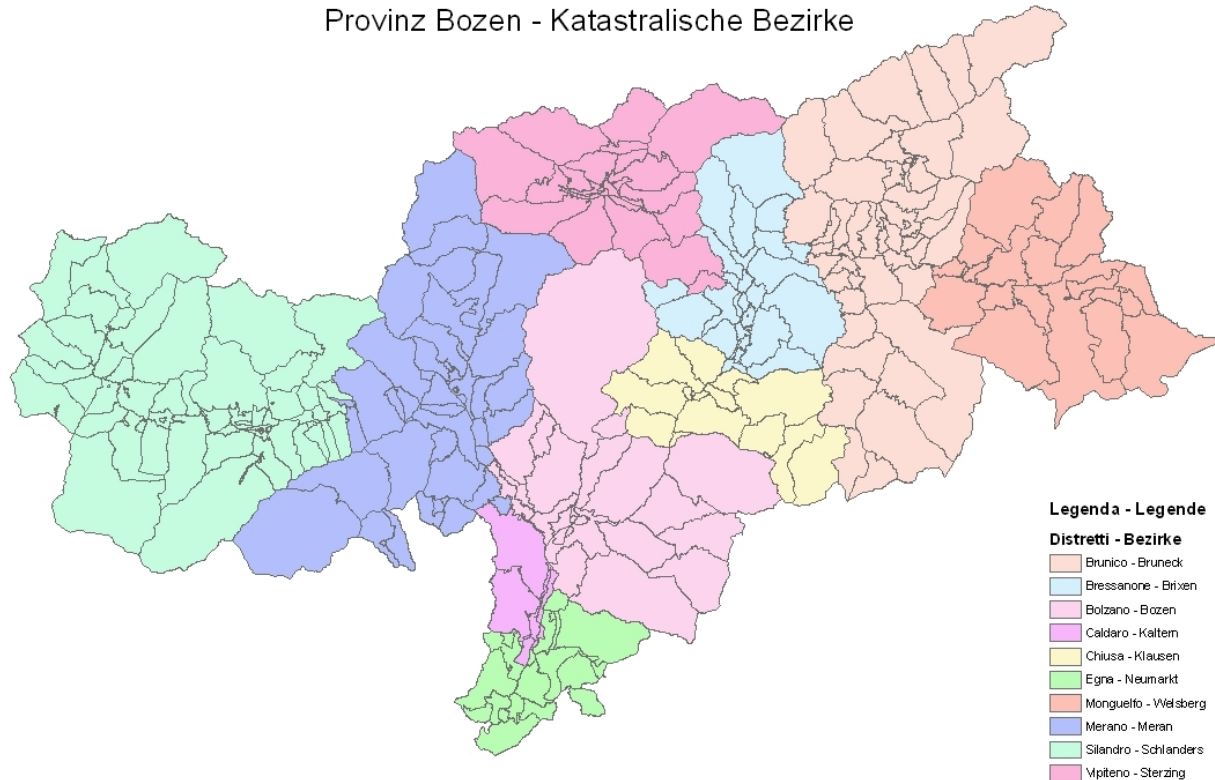 Provinz Bozen - Katastralische Bezirke
Legenda - Legende
Distretti - Bezirke
Brunico - Bruneck
Bressanone - Brixen
Bolzano - Bozen
Caldaro - Kaltern
Chiusa - Klausen
Egna - Neumarkt
Monguelfo - Welsberg
Merano - Meran
Silandro - Schlanders
Vipiteno - Sterzing